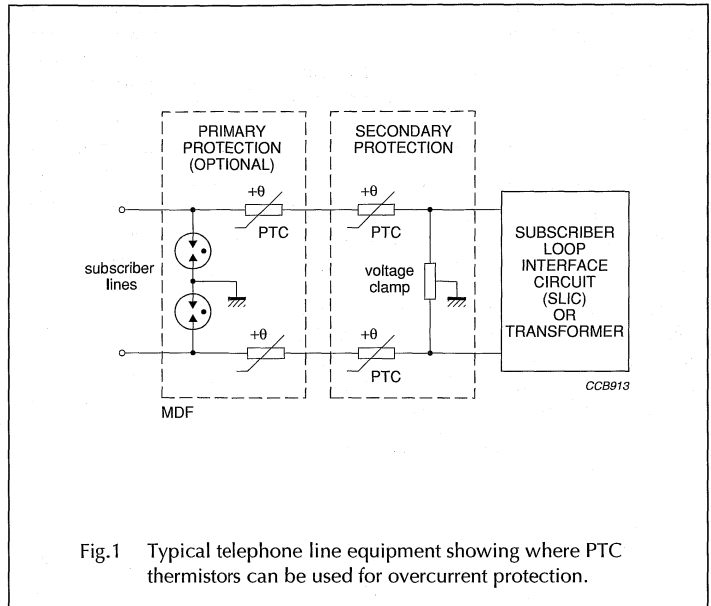 PRIMARY
PROTECTION
(OPTIONAL)
SECONDARY
PROTECTION
+θ
PTC
+θ
PTC
subscriber
lines
voltage
clamp
+θ
+θ
PTC
SUBSCRIBER
LOOP
INTERFACE
CIRCUIT
(SLIC)
OR
TRANSFORMER
CCB913
MDF
Fig.1 Typical telephone line equipment showing where PTC
thermistors can be used for overcurrent protection.